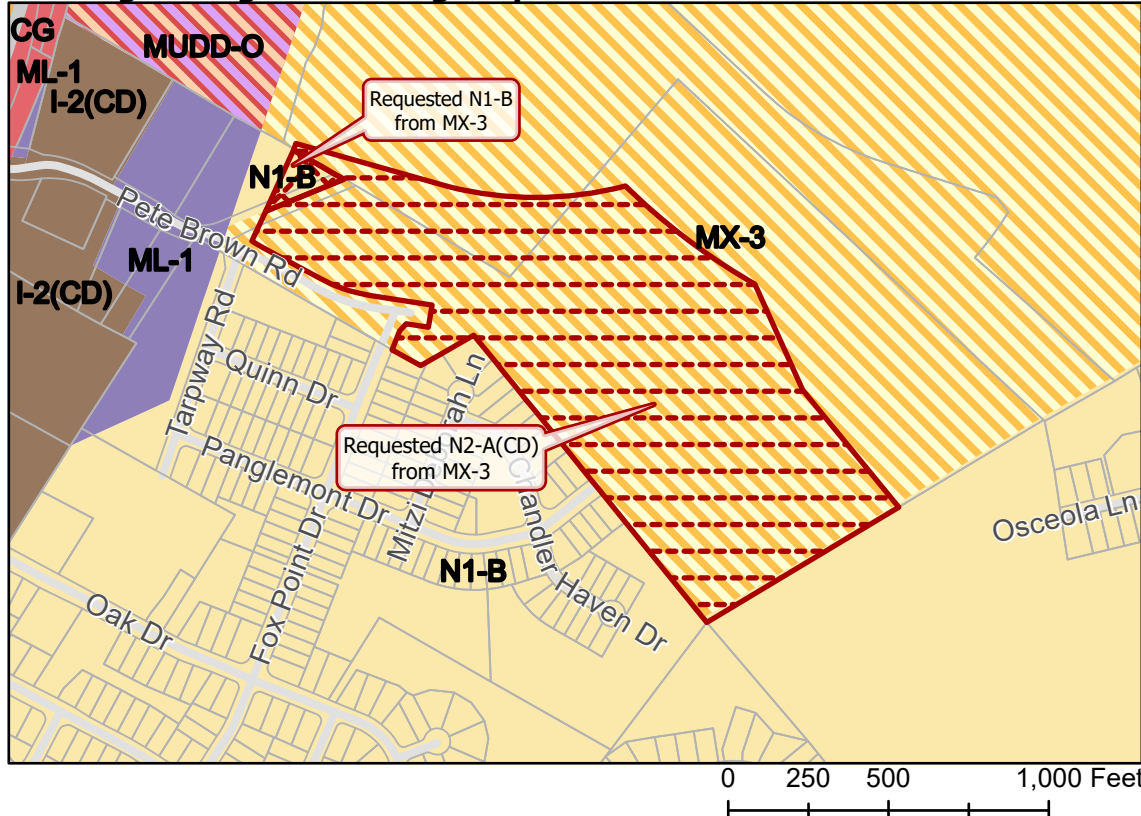 CG
MUDD-O
ML-1
I-2(CD)
Requested N1-B
from MX-3
N1-B
Pete Brown Rd
MX-3
ML-1
I-2(CD)
Tarpway Rd
Quinn Dr
Requested N2-A(CD)
from MX-3
Panglemont Dr
Fox Point Dr
Chandler Haven Dr
N1-B
Osceola Ln
Oak Dr
0 250 500 1,000 Feet